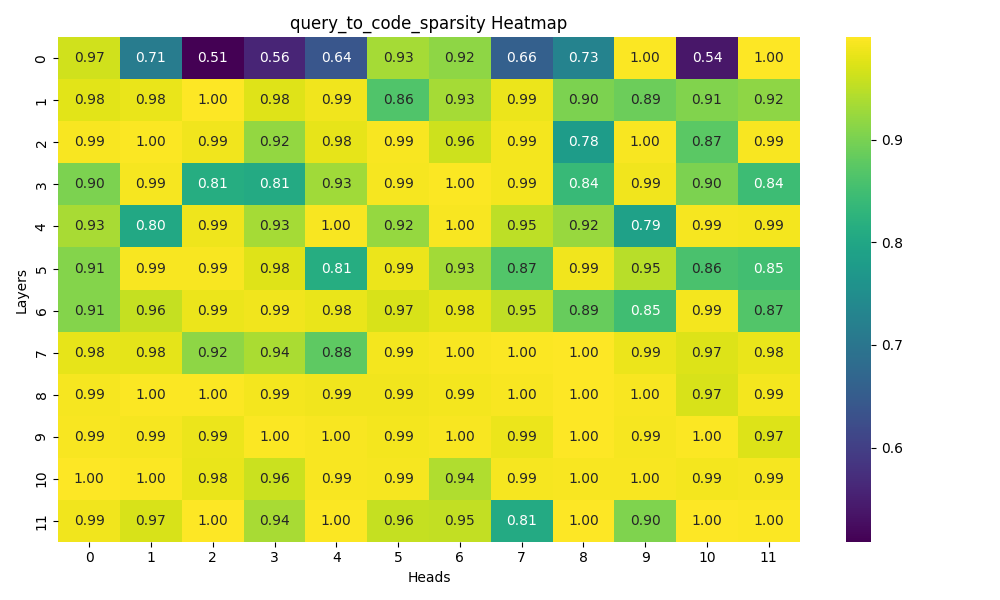 query_to_code_sparsity Heatmap
0 0.97 0.71 0.51 0.56 0.64 0.93 0.92 0.66 0.73 1.00 0.54 1.00
1 0.98 0.98 1.00 0.98 0.99 0.86 0.93 0.99 0.90 0.89 0.91 0.92
2 0.99 1.00 0.99 0.92 0.98 0.99 0.96 0.99 0.78 1.00 0.87 0.99
3 0.90 0.99 0.81 0.81 0.93 0.99 1.00 0.99 0.84 0.99 0.90 0.84
4 0.93 0.80 0.99 0.93 1.00 0.92 1.00 0.95 0.92 0.79 0.99 0.99
5 0.91 0.99 0.99 0.98 0.81 0.99 0.93 0.87 0.99 0.95 0.86 0.85
6 0.91 0.96 0.99 0.99 0.98 0.97 0.98 0.95 0.89 0.85 0.99 0.87
7 0.98 0.98 0.92 0.94 0.88 0.99 1.00 1.00 1.00 0.99 0.97 0.98
8 0.99 1.00 1.00 0.99 0.99 0.99 0.99 1.00 1.00 1.00 0.97 0.99
9 0.99 0.99 0.99 1.00 1.00 0.99 1.00 0.99 1.00 0.99 1.00 0.97
10 1.00 1.00 0.98 0.96 0.99 0.99 0.94 0.99 1.00 1.00 0.99 0.99
11 0.99 0.97 1.00 0.94 1.00 0.96 0.95 0.81 1.00 0.90 1.00 1.00
0 1 2 3 4 5 6 7 8 9 10 11
Heads
Layers
0.9
0.8
0.7
0.6